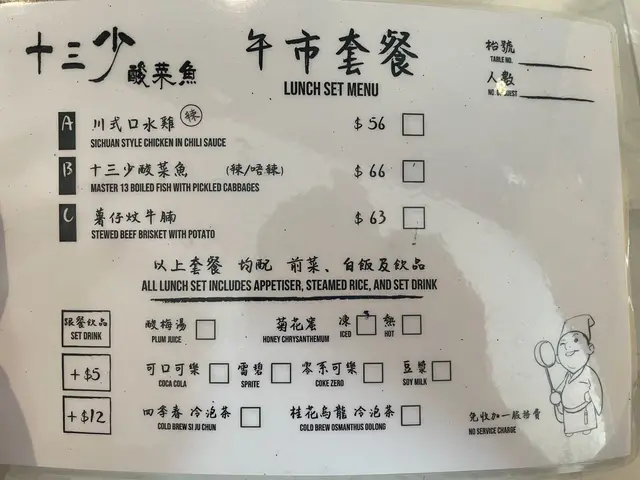 十三少 酸菜魚
午市套餐
LUNCH SET MENU
枱號
TABLE NO.
人數
A 川式口水雞 辣 $56
SICHUAN STYLE CHICKEN IN CHILI SAUCE
B 十三少酸菜魚 (辣/唔辣) $66
MASTER 13 BOILED FISH WITH PICKLED CABBAGES
C 薯仔炆牛腩 $63
STEWED BEEF BRISKET WITH POTATO
以上套餐 均配 前菜、白飯及飲品
ALL LUNCH SET INCLUDES APPETISER, STEAMED RICE, AND SET DRINK
跟餐飲品 酸梅湯 菊花蜜 凍 熱
SET DRINK PLUM JUICE HONEY CHRYSANTHEMUM ICED HOT
+$5 可口可樂 雪碧 零系可樂 豆漿
COCA COLA SPRITE COKE ZERO SOY MILK
+$12 四季春 冷泡茶 桂花烏龍 冷泡茶
COLD BREW SI JU CHUN COLD BREW OSMANTHUS OOLONG
免收加一服務費
NO SERVICE CHARGE